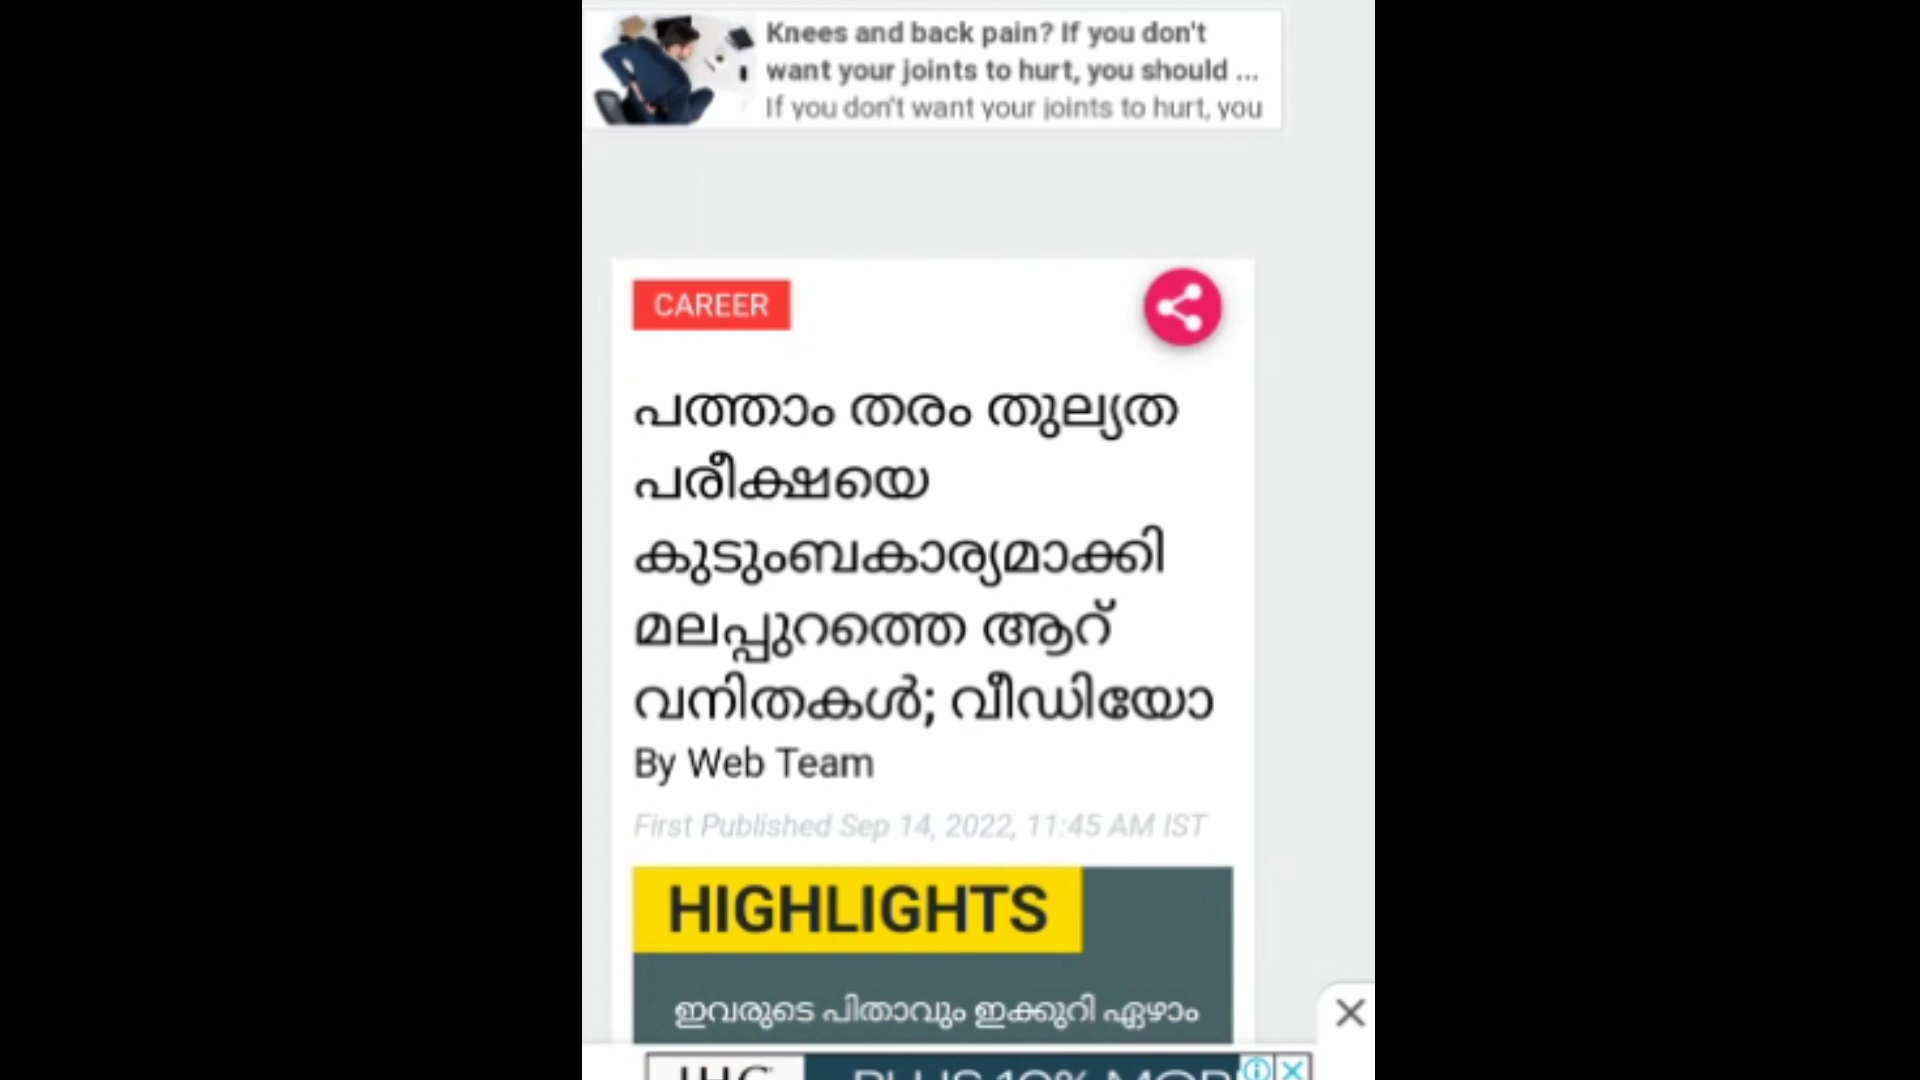 Knees and back pain? If you don't
want your joints to hurt, you should ...
If you don't want your joints to hurt, you
CAREER
പത്താം തരം തുല്യത
പരീക്ഷയെ
കുടുംബകാര്യമാക്കി
മലപ്പുറത്തെ ആറ്
വനിതകൾ; വീഡിയോ
By Web Team
First Published Sep 14, 2022, 11:45 AM IST
HIGHLIGHTS
ഇവരുടെ പിതാവും ഇക്കുറി ഏഴാം
PLUS 10%